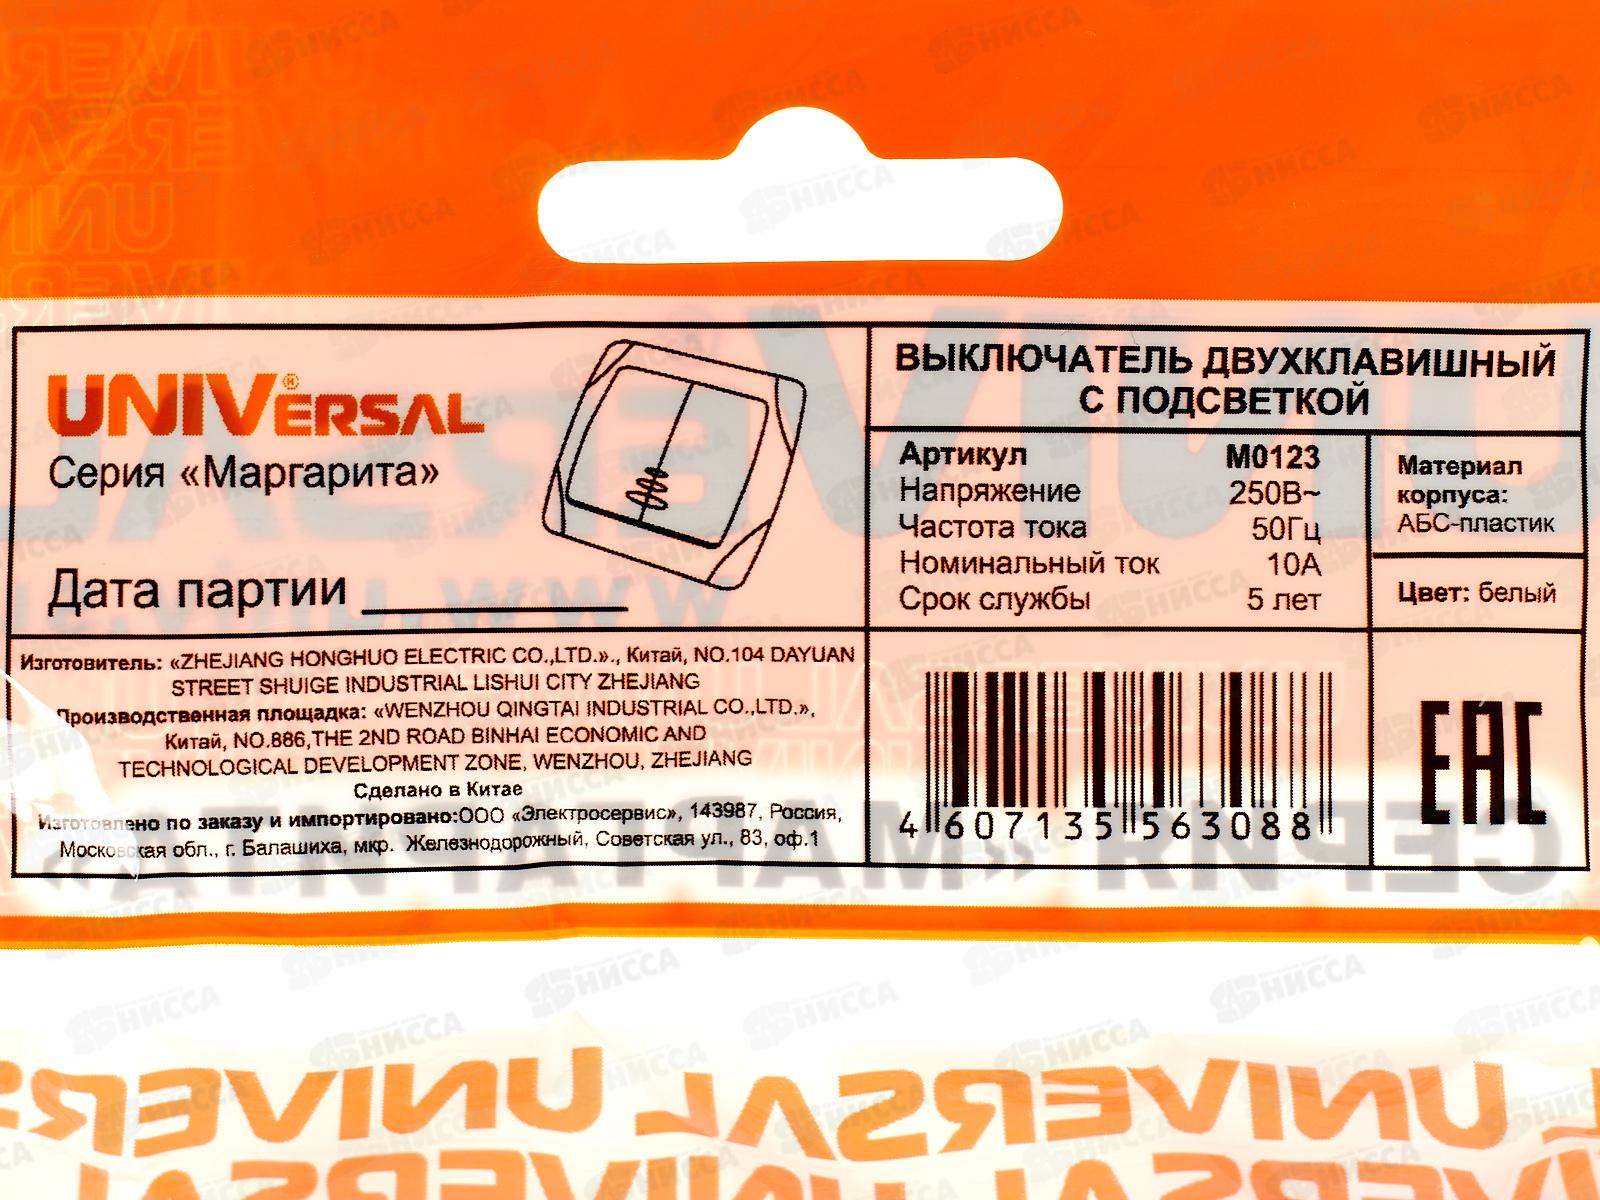 UNIVERSAL®
Серия «Маргарита»
Дата партии
ВЫКЛЮЧАТЕЛЬ ДВУХКЛАВИШНЫЙ
С ПОДСВЕТКОЙ
Артикул M0123
Напряжение 250В~
Частота тока 50Гц
Номинальный ток 10А
Срок службы 5 лет
Материал
корпуса:
АБС-пластик
Цвет: белый
Изготовитель: «ZHEJIANG HONGHUO ELECTRIC CO.,LTD.»., Китай, NO.104 DAYUAN
STREET SHUIGE INDUSTRIAL LISHUI CITY ZHEJIANG
Производственная площадка: «WENZHOU QINGTAI INDUSTRIAL CO.,LTD.»,
Китай, NO.886,THE 2ND ROAD BINHAI ECONOMIC AND
TECHNOLOGICAL DEVELOPMENT ZONE, WENZHOU, ZHEJIANG
Сделано в Китае
Изготовлено по заказу и импортировано:ООО «Электросервис», 143987, Россия,
Московская обл., г. Балашиха, мкр. Железнодорожный, Советская ул., 83, оф.1
4 607135 563088
EAC